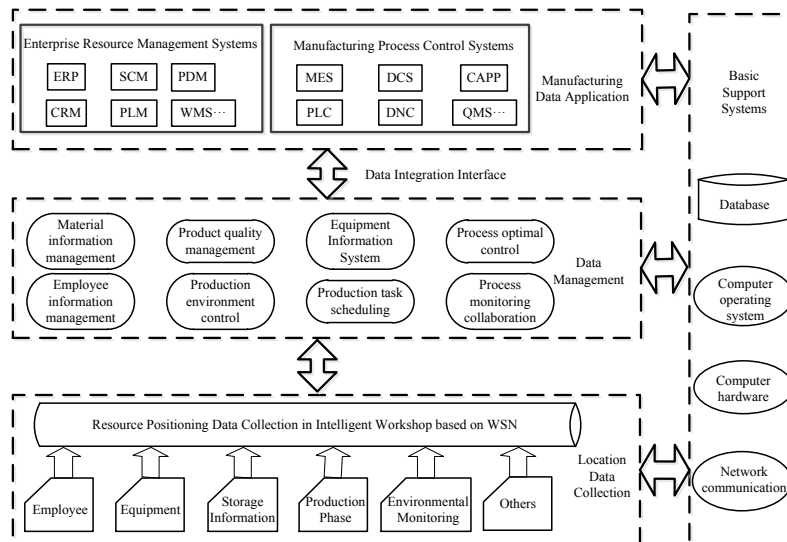 Enterprise Resource Management Systems
ERP
SCM
PDM
CRM
PLM
WMS···
Manufacturing Process Control Systems
MES
DCS
CAPP
PLC
DNC
QMS···
Manufacturing
Data Application
Data Integration Interface
Material
information
management
Product quality
management
Equipment
Information
System
Process optimal
control
Employee
information
management
Production
environment
control
Production task
scheduling
Process
monitoring
collaboration
Data
Management
Resource Positioning Data Collection in Intelligent Workshop based on WSN
Employee
Equipment
Storage
Information
Production
Phase
Environmental
Monitoring
Others
Location
Data
Collection
Basic
Support
Systems
Database
Computer
operating
system
Computer
hardware
Network
communication